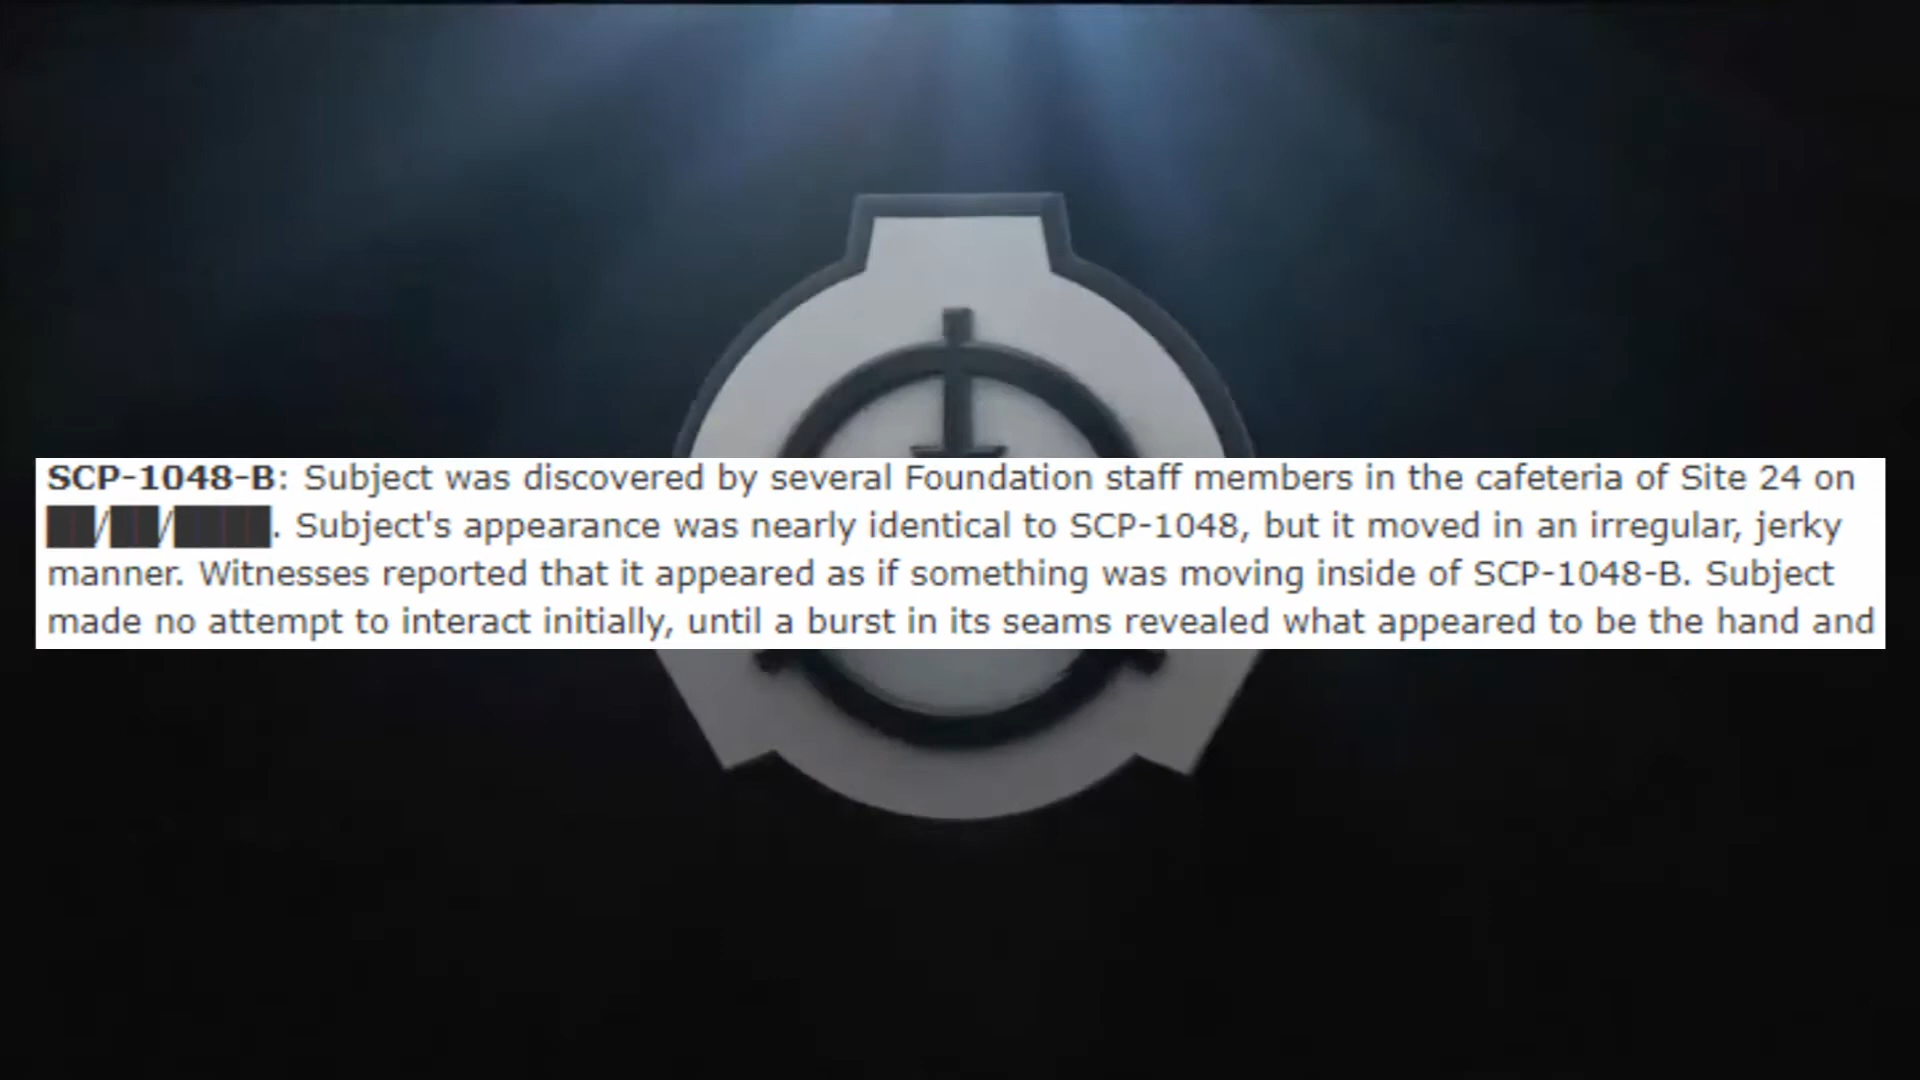 SCP-1048-B: Subject was discovered by several Foundation staff members in the cafeteria of Site 24 on
██/██/████. Subject's appearance was nearly identical to SCP-1048, but it moved in an irregular, jerky
manner. Witnesses reported that it appeared as if something was moving inside of SCP-1048-B. Subject
made no attempt to interact initially, until a burst in its seams revealed what appeared to be the hand and